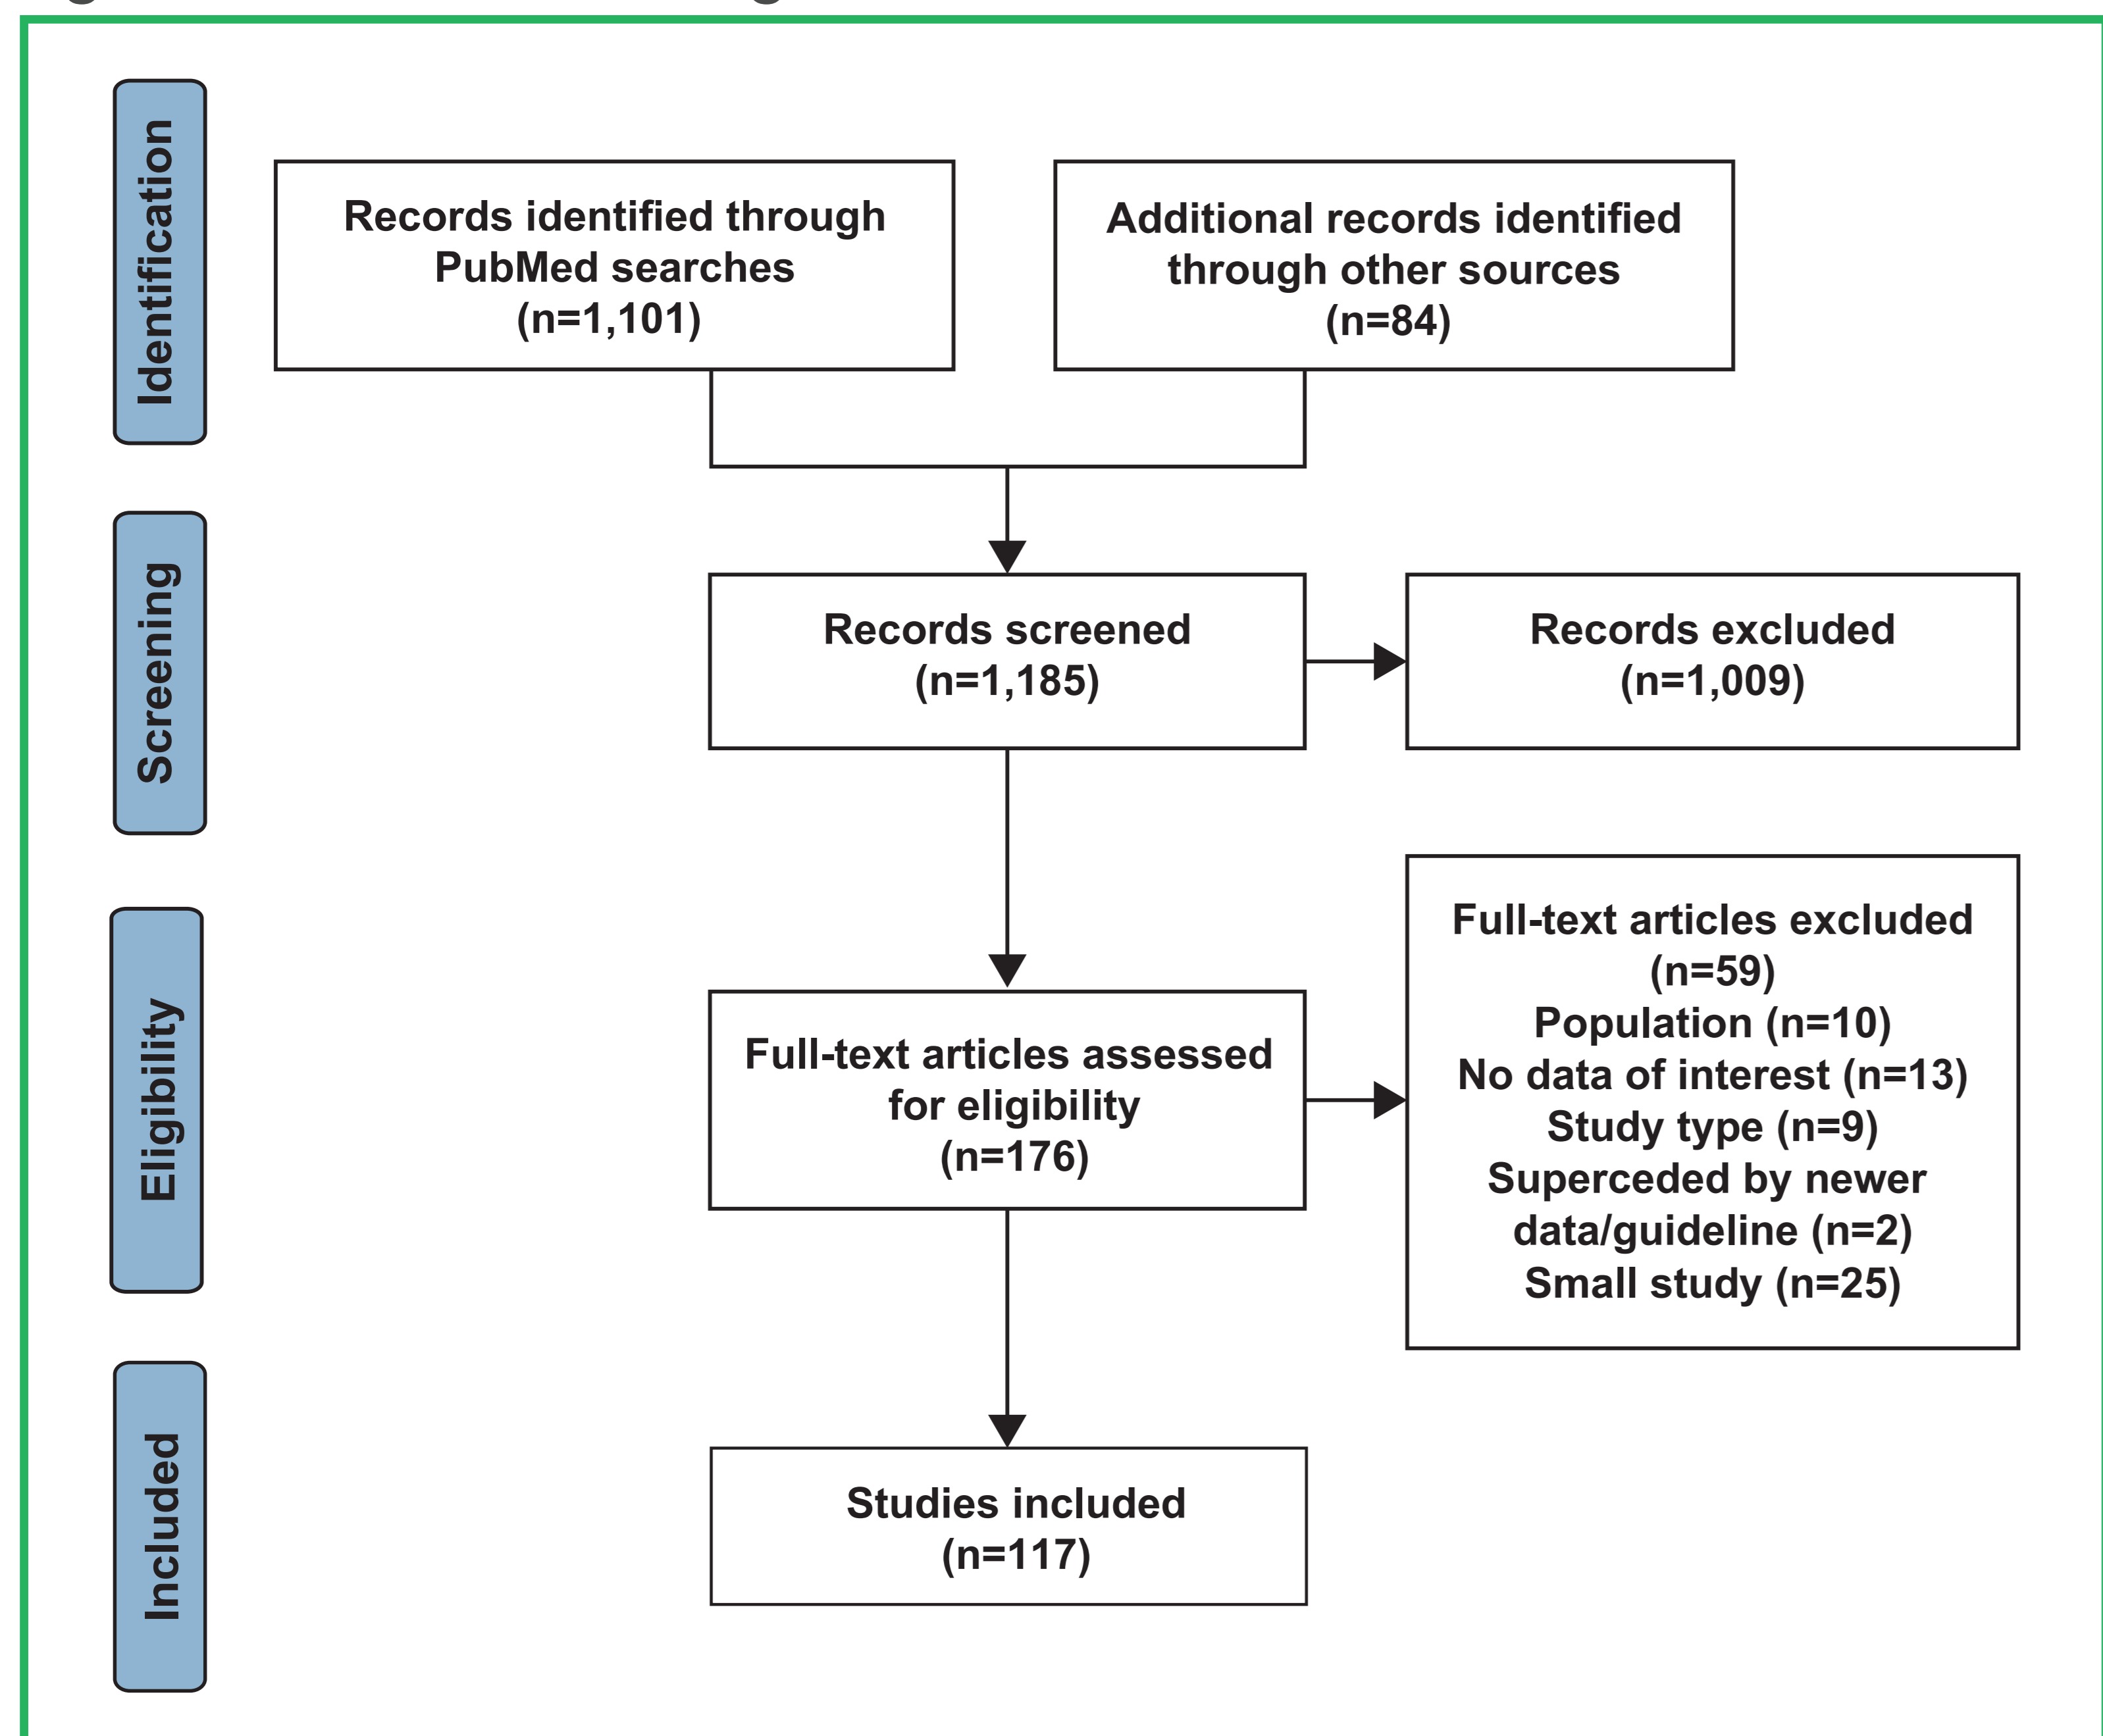 Identification
Records identified through
PubMed searches
(n=1,101)
Additional records identified
through other sources
(n=84)
Screening
Records screened
(n=1,185)
Records excluded
(n=1,009)
Eligibility
Full-text articles assessed
for eligibility
(n=176)
Full-text articles excluded
(n=59)
Population (n=10)
No data of interest (n=13)
Study type (n=9)
Superceded by newer
data/guideline (n=2)
Small study (n=25)
Included
Studies included
(n=117)